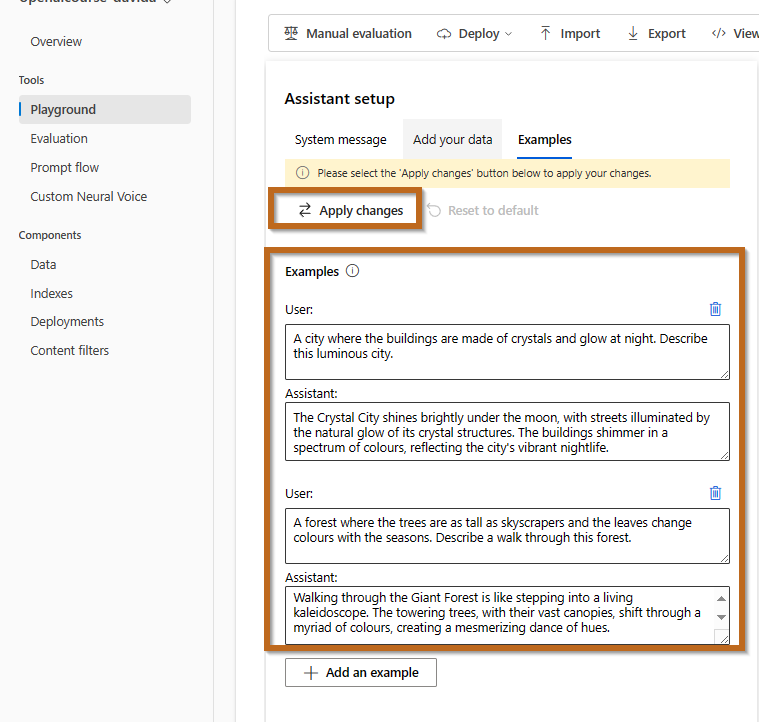 Overview
Tools
Playground
Evaluation
Prompt flow
Custom Neural Voice
Components
Data
Indexes
Deployments
Content filters
Manual evaluation
Deploy
Import
Export
View
Assistant setup
System message
Add your data
Examples
Please select the 'Apply changes' button below to apply your changes.
Apply changes
Reset to default
Examples
User:
A city where the buildings are made of crystals and glow at night. Describe
this luminous city.
Assistant:
The Crystal City shines brightly under the moon, with streets illuminated by
the natural glow of its crystal structures. The buildings shimmer in a
spectrum of colours, reflecting the city's vibrant nightlife.
User:
A forest where the trees are as tall as skyscrapers and the leaves change
colours with the seasons. Describe a walk through this forest.
Assistant:
Walking through the Giant Forest is like stepping into a living
kaleidoscope. The towering trees, with their vast canopies, shift through a
myriad of colours, creating a mesmerizing dance of hues.
Add an example